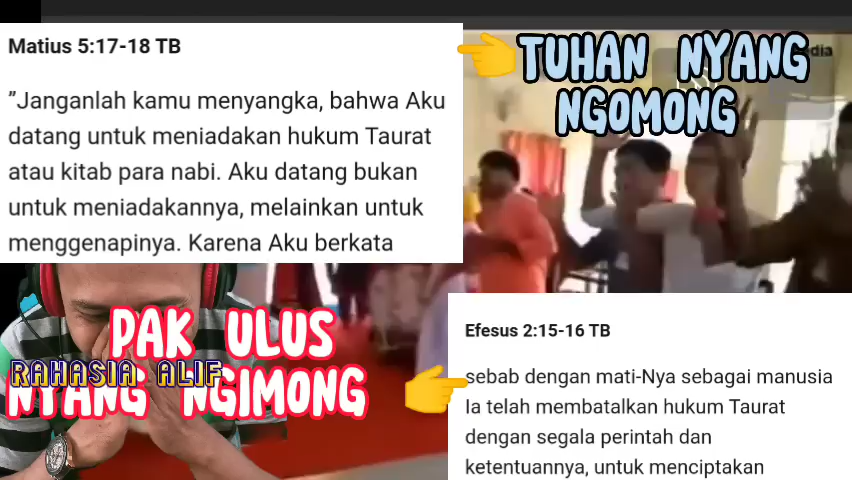 Matius 5:17-18 TB
"Janganlah kamu menyangka, bahwa Aku
datang untuk meniadakan hukum Taurat
atau kitab para nabi. Aku datang bukan
untuk meniadakannya, melainkan untuk
menggenapinya. Karena Aku berkata
TUHAN NYANG
NGOMONG
PAK ULUS
NYANG NGIMONG
RAHASIA ALIF
Efesus 2:15-16 TB
sebab dengan mati-Nya sebagai manusia
Ia telah membatalkan hukum Taurat
dengan segala perintah dan
ketentuannya, untuk menciptakan